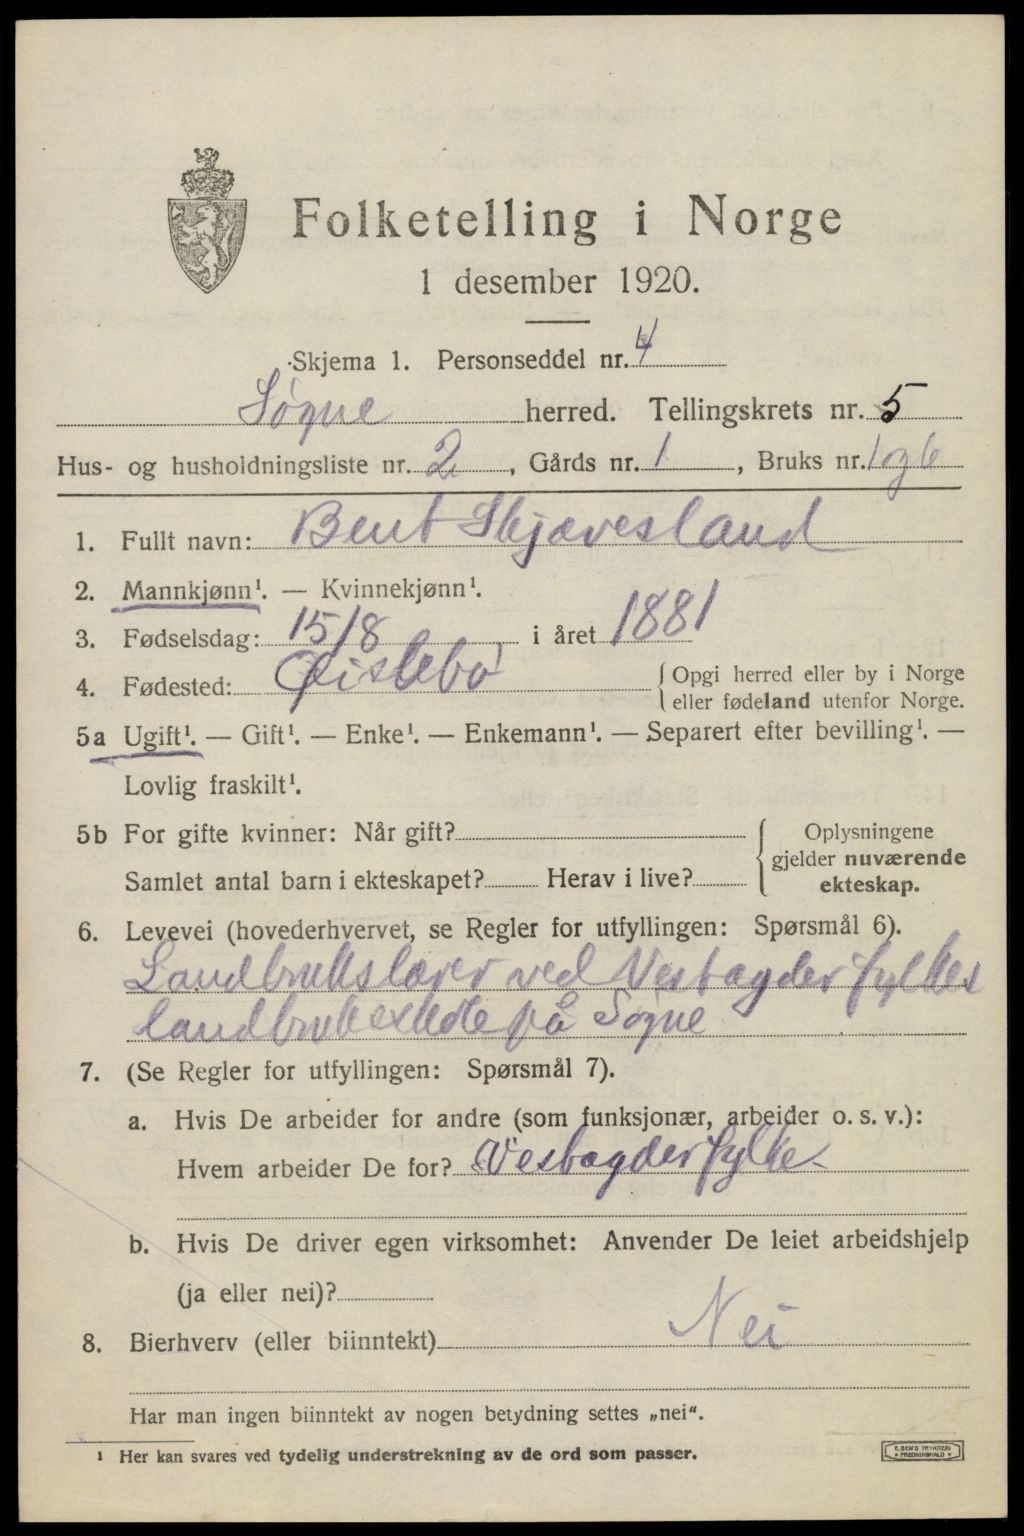 Folketelling i Norge
1 desember 1920.
Skjema 1. Personseddel nr. 4
Søgne herred. Tellingskrets nr. 5
Hus- og husholdningsliste nr. 2, Gårds nr. 1, Bruks nr. 1 og 6
1. Fullt navn: Bent Skjævesland
2. Mannkjønn¹. — Kvinnekjønn¹.
3. Fødselsdag: 15/8, i året 1881
4. Fødested: Øislebø { Opgi herred eller by i Norge
eller fødeland utenfor Norge.
5a Ugift¹. — Gift¹. — Enke¹. — Enkemann¹. — Separert efter bevilling¹. —
Lovlig fraskilt¹.
5b For gifte kvinner: Når gift?
Samlet antal barn i ekteskapet? Herav i live?
{ Oplysningene
gjelder nuværende
ekteskap.
6. Levevei (hovederhvervet, se Regler for utfyllingen: Spørsmål 6).
Landbrukslærer ved Vestagder fylkes
landbruksskole på Søgne
7. (Se Regler for utfyllingen: Spørsmål 7).
a. Hvis De arbeider for andre (som funksjonær, arbeider o. s. v.):
Hvem arbeider De for? Vestagder fylke.
b. Hvis De driver egen virksomhet: Anvender De leiet arbeidshjelp
(ja eller nei)?
8. Bierhverv (eller biinntekt) Nei
Har man ingen biinntekt av nogen betydning settes „nei“.
¹ Her kan svares ved tydelig understrekning av de ord som passer.
E. SEM'S TRYKKERI
FREDRIKSHALD